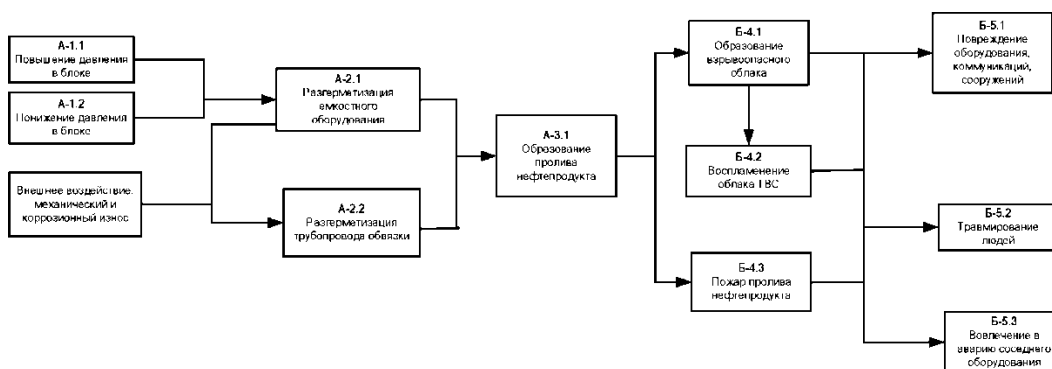 А-1.1
Повышение давления
в блоке
А-1.2
Понижение давления
в блоке
Внешнее воздействие,
механический и
коррозионный износ
А-2.1
Разгерметизация
емкостного
оборудования
А-2.2
Разгерметизация
трубопровода обвязки
А-3.1
Образование
пролива
нефтепродукта
Б-4.1
Образование
взрывоопасного
облака
Б-4.2
Воспламенение
облака ТВС
Б-4.3
Пожар пролива
нефтепродукта
Б-5.1
Повреждение
оборудования,
коммуникаций,
сооружений
Б-5.2
Травмирование
людей
Б-5.3
Вовлечение в
аварию соседнего
оборудования